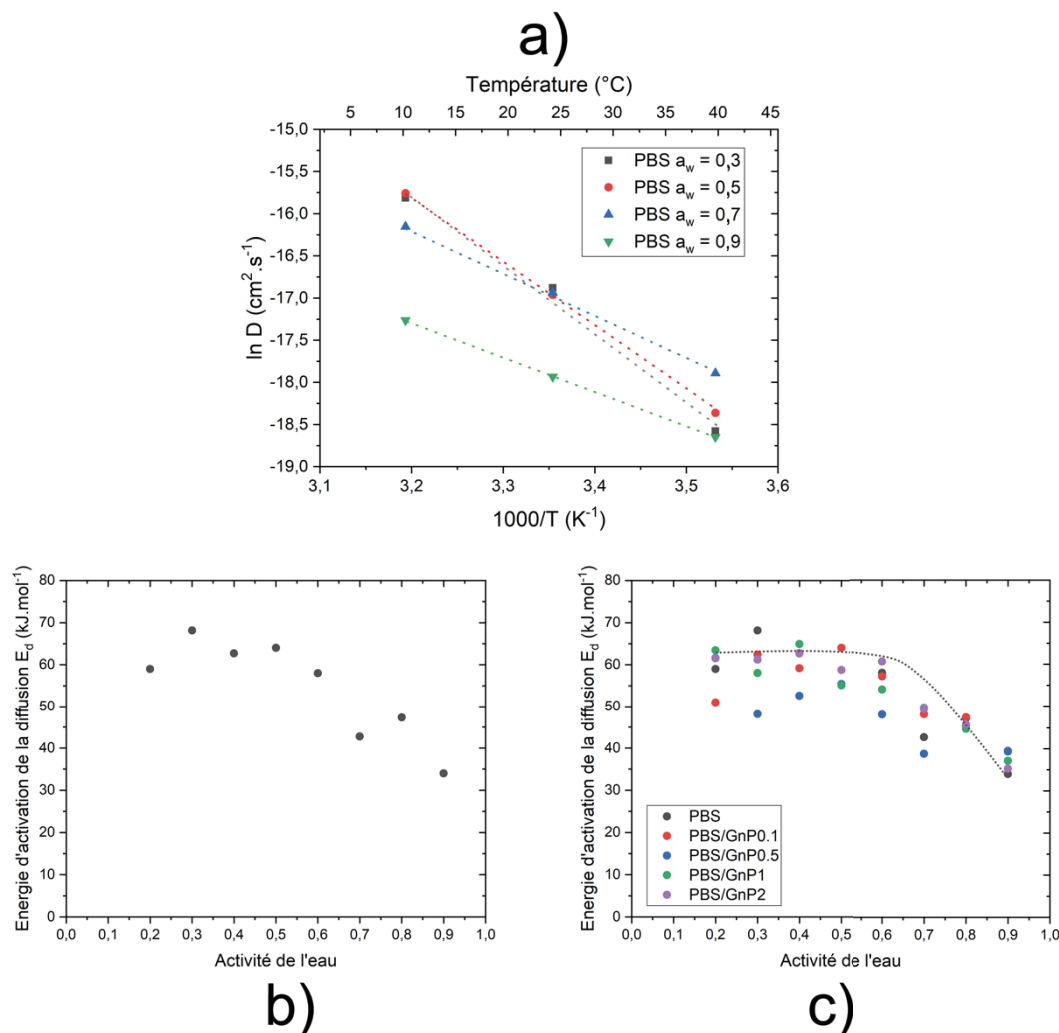 a)
Température (°C)
5 10 15 20 25 30 35 40 45
-15,0
-15,5
-16,0
-16,5
-17,0
-17,5
-18,0
-18,5
-19,0
ln D (cm².s⁻¹)
PBS a_w = 0,3
PBS a_w = 0,5
PBS a_w = 0,7
PBS a_w = 0,9
3,1 3,2 3,3 3,4 3,5 3,6
1000/T (K⁻¹)
Energie d'activation de la diffusion E_d (kJ.mol⁻¹)
80
70
60
50
40
30
20
10
0
0,0 0,1 0,2 0,3 0,4 0,5 0,6 0,7 0,8 0,9 1,0
Activité de l'eau
b)
Energie d'activation de la diffusion E_d (kJ.mol⁻¹)
80
70
60
50
40
30
20
10
0
PBS
PBS/GnP0.1
PBS/GnP0.5
PBS/GnP1
PBS/GnP2
0,0 0,1 0,2 0,3 0,4 0,5 0,6 0,7 0,8 0,9 1,0
Activité de l'eau
c)